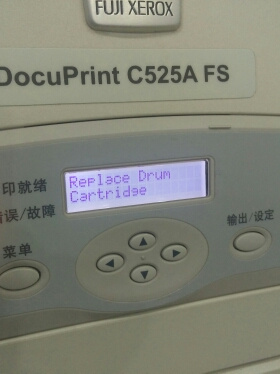 FUJI XEROX
DocuPrint C525A FS
Replace Drum
Cartridge
印就绪
错误/故障
菜单
输出/设定